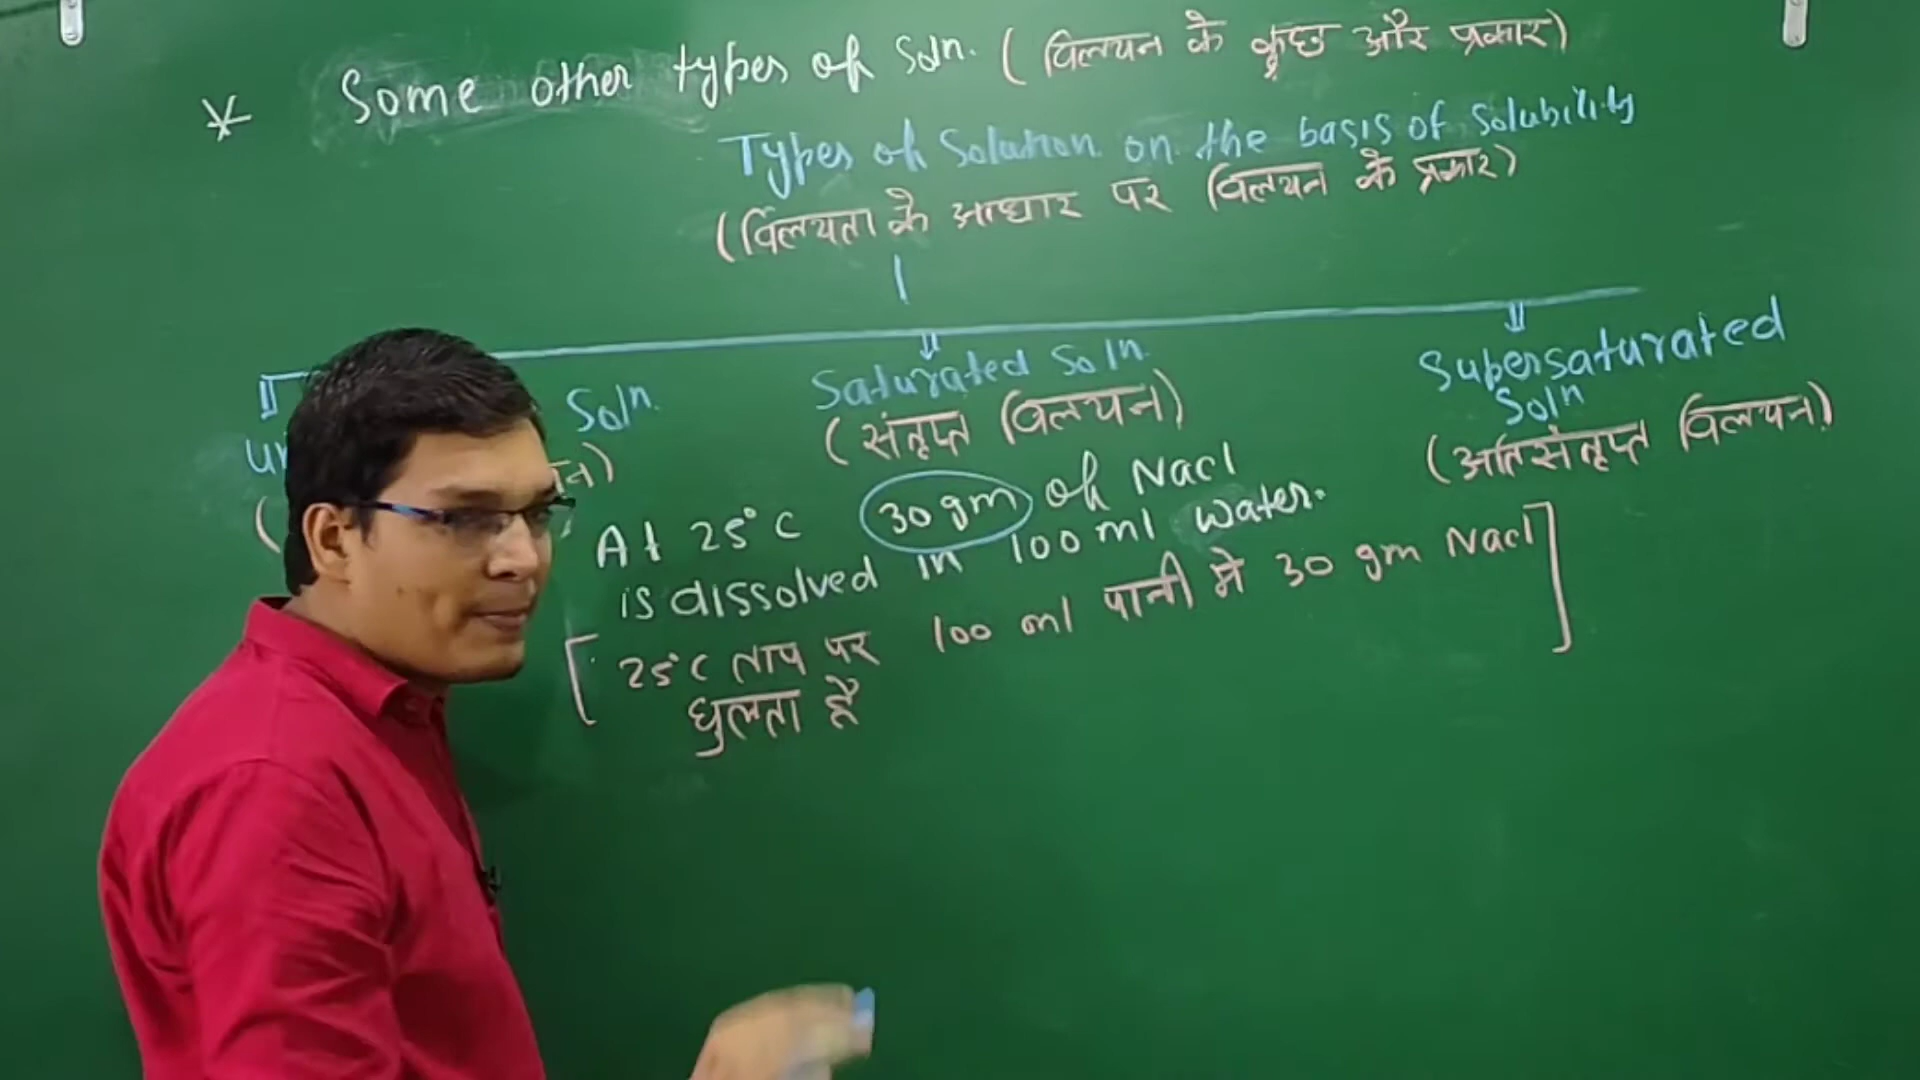 Some other types of Soln. (विलयन के कुछ और प्रकार)
Types of Solution on the basis of Solubility
(विलयता के आधार पर विलयन के प्रकार)
Soln.
Saturated Soln.
(संतृप्त विलयन)
Supersaturated
Soln
(अतिसंतृप्त विलयन)
At 25°C 30 gm of Nacl
is dissolved in 100 ml water.
[25°C ताप पर 100 ml पानी मे 30 gm Nacl]
घुलता है